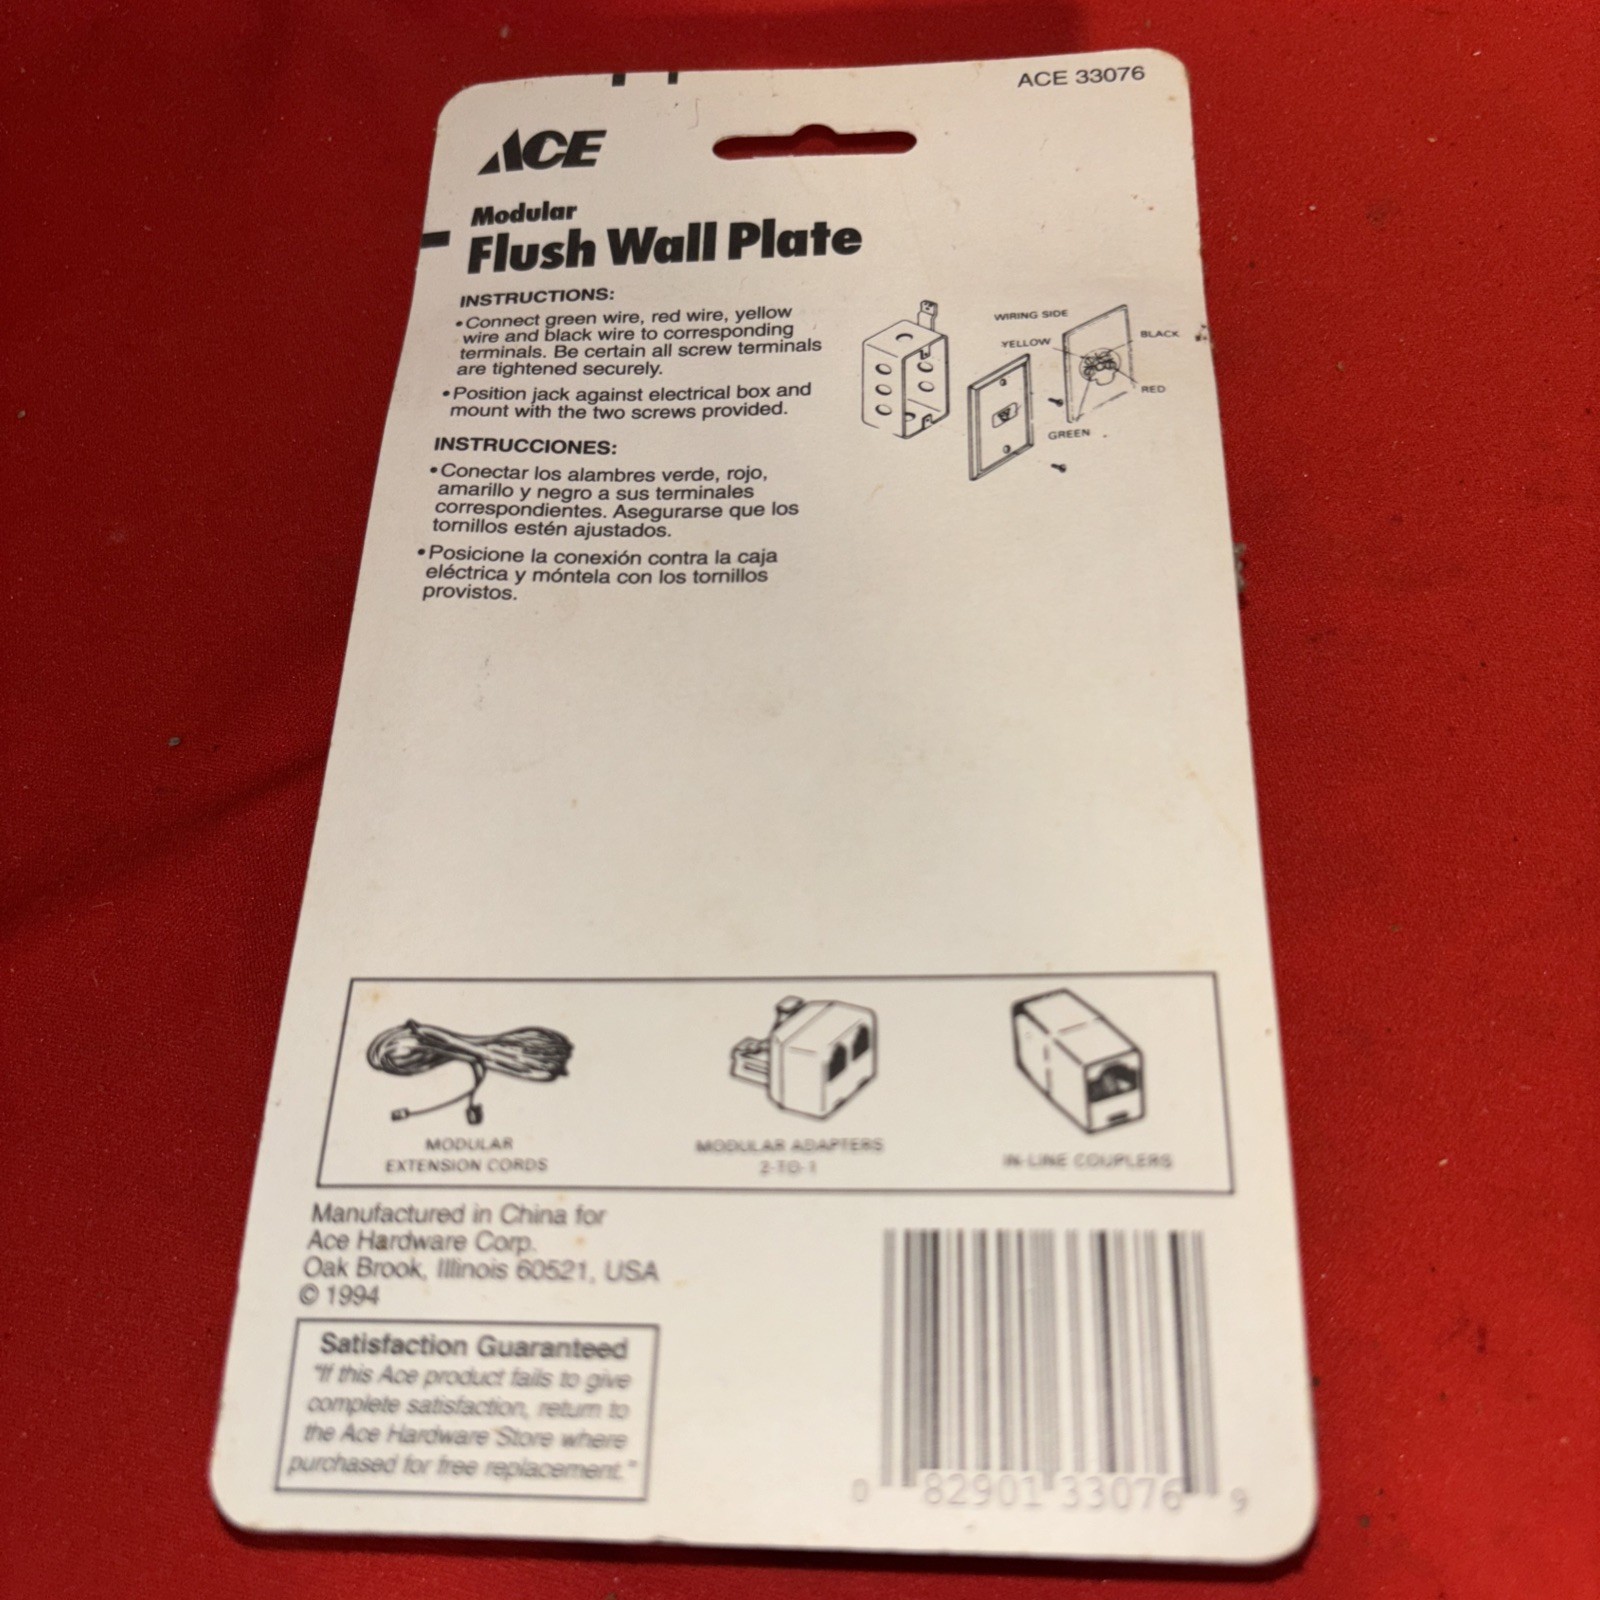 ACE 33076
ACE
Modular
Flush Wall Plate
INSTRUCTIONS:
•Connect green wire, red wire, yellow
wire and black wire to corresponding
terminals. Be certain all screw terminals
are tightened securely.
•Position jack against electrical box and
mount with the two screws provided.
WIRING SIDE
YELLOW
BLACK
RED
GREEN
INSTRUCCIONES:
•Conectar los alambres verde, rojo,
amarillo y negro a sus terminales
correspondientes. Asegurarse que los
tornillos estén ajustados.
•Posicione la conexión contra la caja
eléctrica y móntela con los tornillos
provistos.
MODULAR
EXTENSION CORDS
MODULAR ADAPTERS
2-TO-1
IN-LINE COUPLERS
Manufactured in China for
Ace Hardware Corp.
Oak Brook, Illinois 60521, USA
© 1994
Satisfaction Guaranteed
"If this Ace product fails to give
complete satisfaction, return to
the Ace Hardware Store where
purchased for free replacement."
0 82901 33076 9